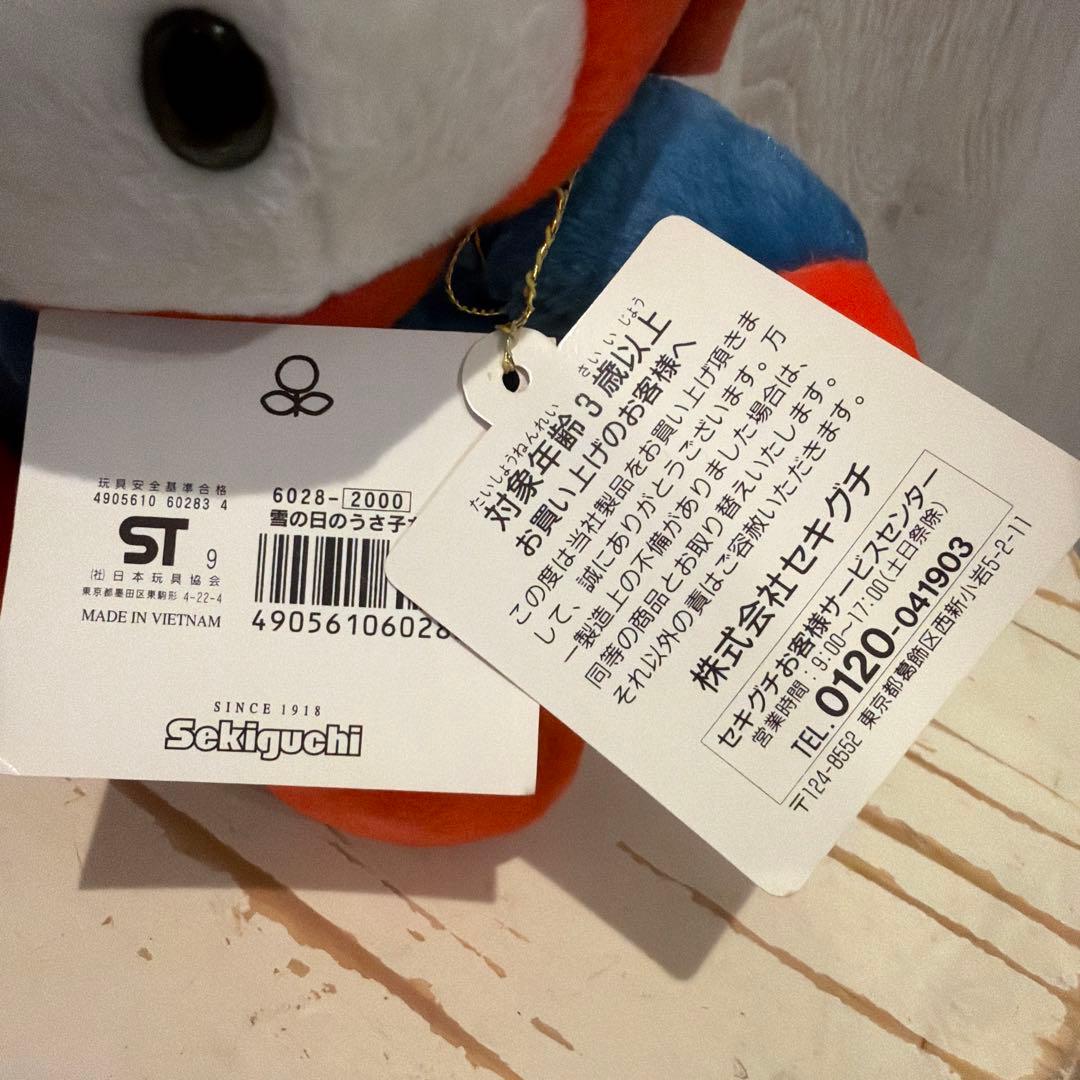 玩具安全基準合格
4905610 60283 4
ST 9
(社)日本玩具協会
東京都墨田区東駒形 4-22-4
MADE IN VIETNAM
6028-2000
雪の日のうさ子
49056106028
SINCE 1918
Sekiguchi
たいしょうねんれい さいいじょう
対象年齢3歳以上
お買い上げのお客様へ
この度は当社製品をお買い上げ頂きま
して、誠にありがとうございます。万
一製造上の不備がありました場合は、
同等の商品とお取り替えいたします。
それ以外の責はご容赦いただきます。
株式会社セキグチ
セキグチお客様サービスセンター
営業時間:9:00～17:00(土日祭除)
TEL. 0120-041903
〒124-8552 東京都葛飾区西新小岩5-2-11